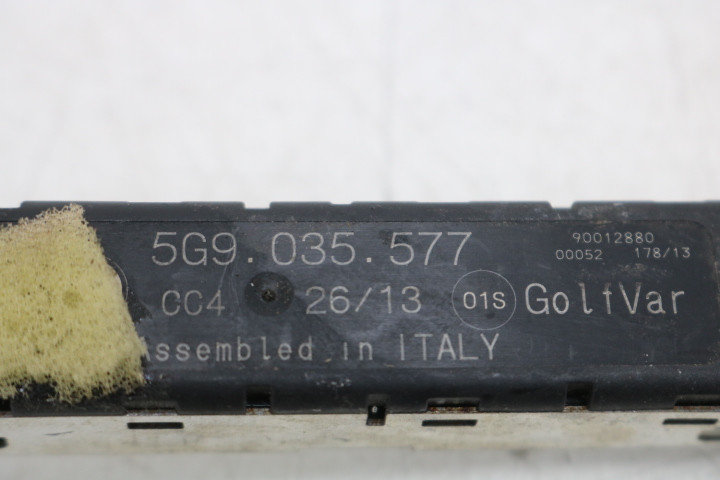 5G9.035.577
90012880
00052 178/13
CC4 26/13 01S GolfVar
ssembled in ITALY